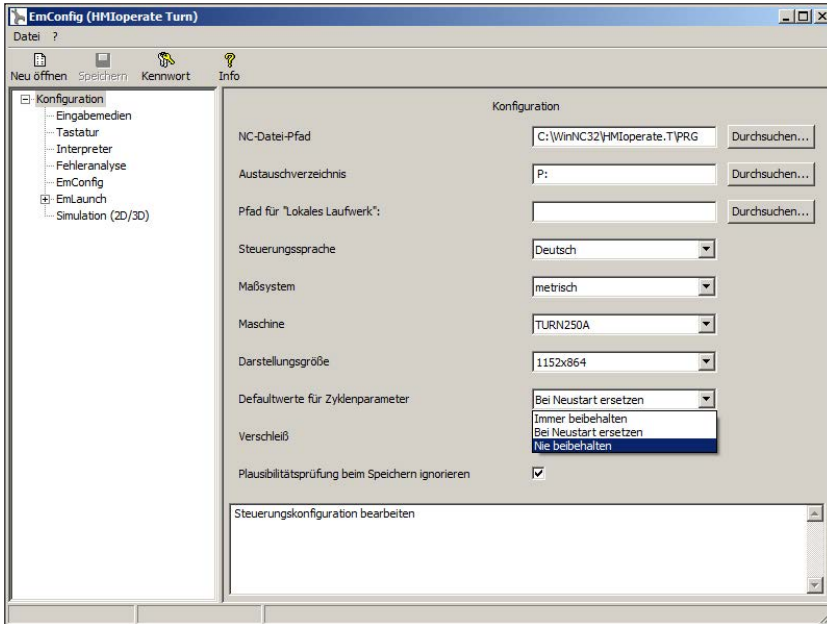 EmConfig (HMIoperate Turn)
Datei ?
Neu öffnen Speichern Kennwort Info
Konfiguration
Eingabemedien
Tastatur
Interpreter
Fehleranalyse
EmConfig
EmLaunch
Simulation (2D/3D)
Konfiguration
NC-Datei-Pfad C:\WinNC32\HMIoperate.T\PRG Durchsuchen...
Austauschverzeichnis P: Durchsuchen...
Pfad für "Lokales Laufwerk": Durchsuchen...
Steuerungssprache Deutsch
Maßsystem metrisch
Maschine TURN250A
Darstellungsgröße 1152x864
Defaultwerte für Zyklenparameter Bei Neustart ersetzen
Immer beibehalten
Bei Neustart ersetzen
Verschleiß
Nie beibehalten
Plausibilitätsprüfung beim Speichern ignorieren
Steuerungskonfiguration bearbeiten